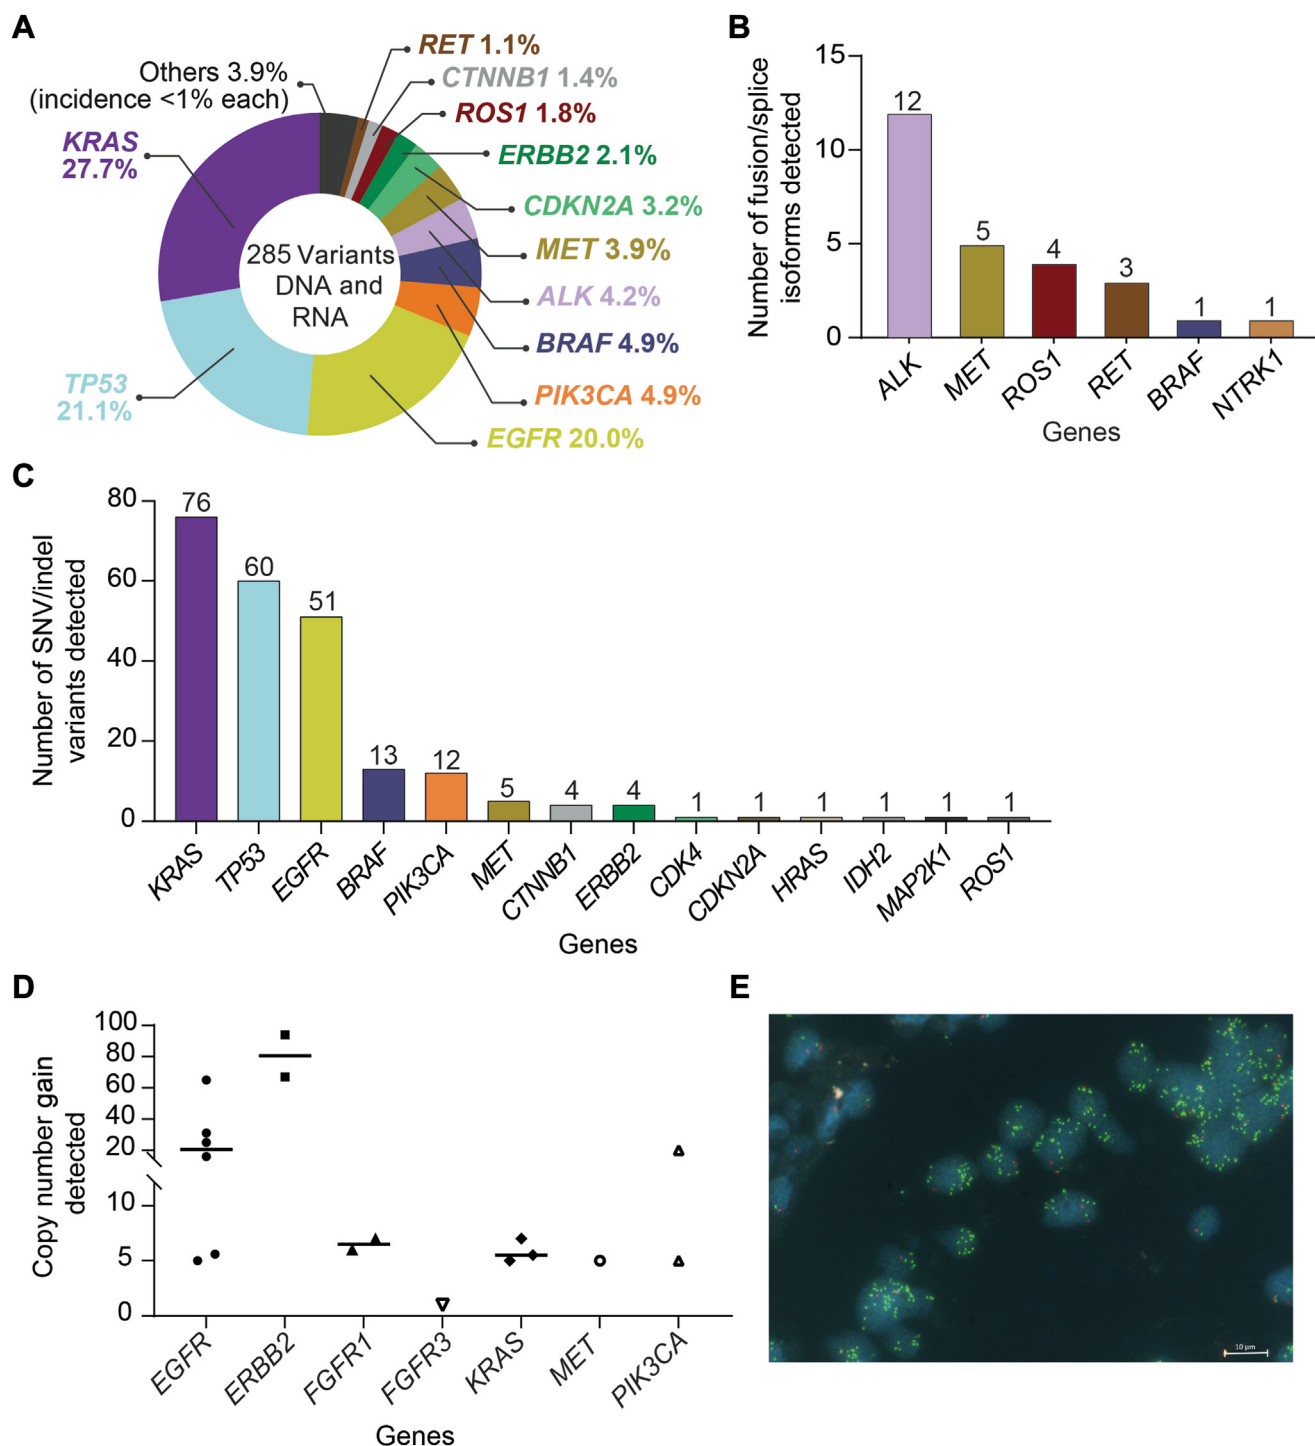 A
RET 1.1%
CTNNB1 1.4%
Others 3.9%
(incidence <1% each)
ROS1 1.8%
KRAS
27.7%
ERBB2 2.1%
CDKN2A 3.2%
MET 3.9%
285 Variants
DNA and
RNA
ALK 4.2%
BRAF 4.9%
TP53
21.1%
PIK3CA 4.9%
EGFR 20.0%
B
Number of fusion/splice
isoforms detected
15
10
5
0
12
5
4
3
1
1
ALK
MET
ROS1
RET
BRAF
NTRK1
Genes
C
Number of SNV/indel
variants detected
80
60
40
20
0
76
60
51
13
12
5
4
4
1
1
1
1
1
1
KRAS
TP53
EGFR
BRAF
PIK3CA
MET
CTNNB1
ERBB2
CDK4
CDKN2A
HRAS
IDH2
MAP2K1
ROS1
Genes
D
Copy number gain
detected
100
80
60
40
20
10
5
0
EGFR
ERBB2
FGFR1
FGFR3
KRAS
MET
PIK3CA
Genes
E
10 µm